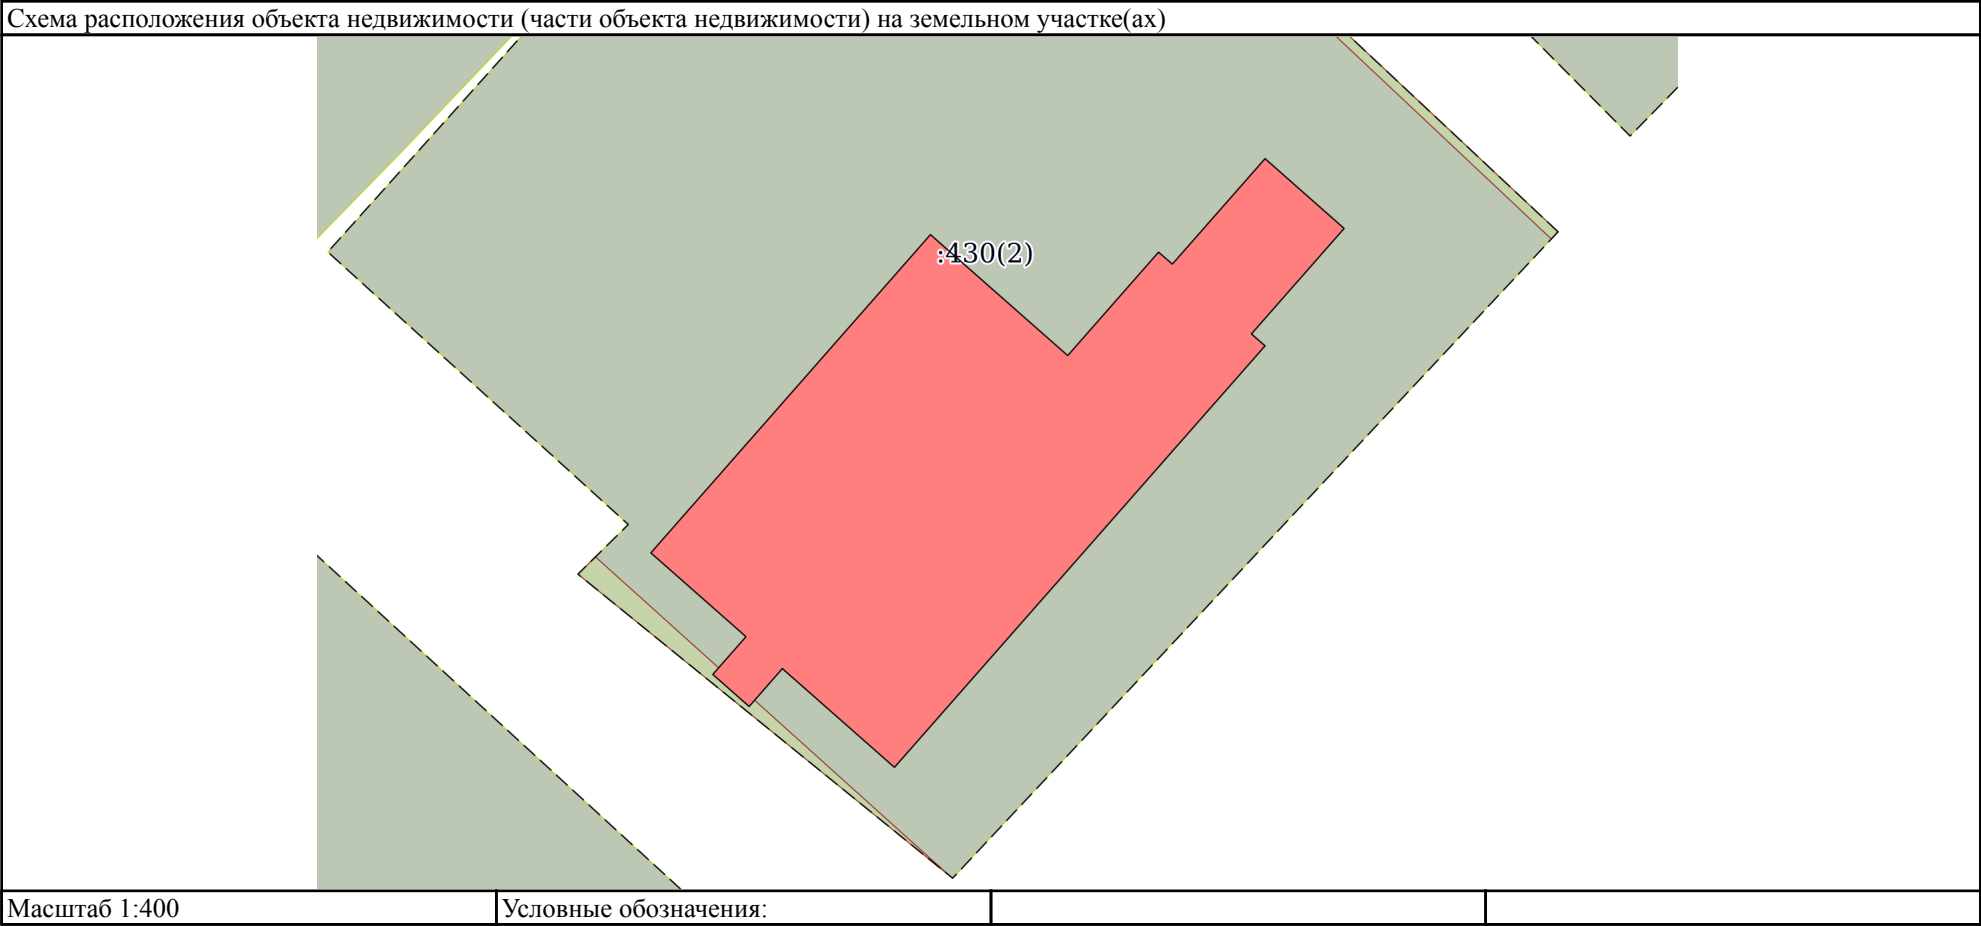 Схема расположения объекта недвижимости (части объекта недвижимости) на земельном участке(ах)
:430(2)
Масштаб 1:400
Условные обозначения: